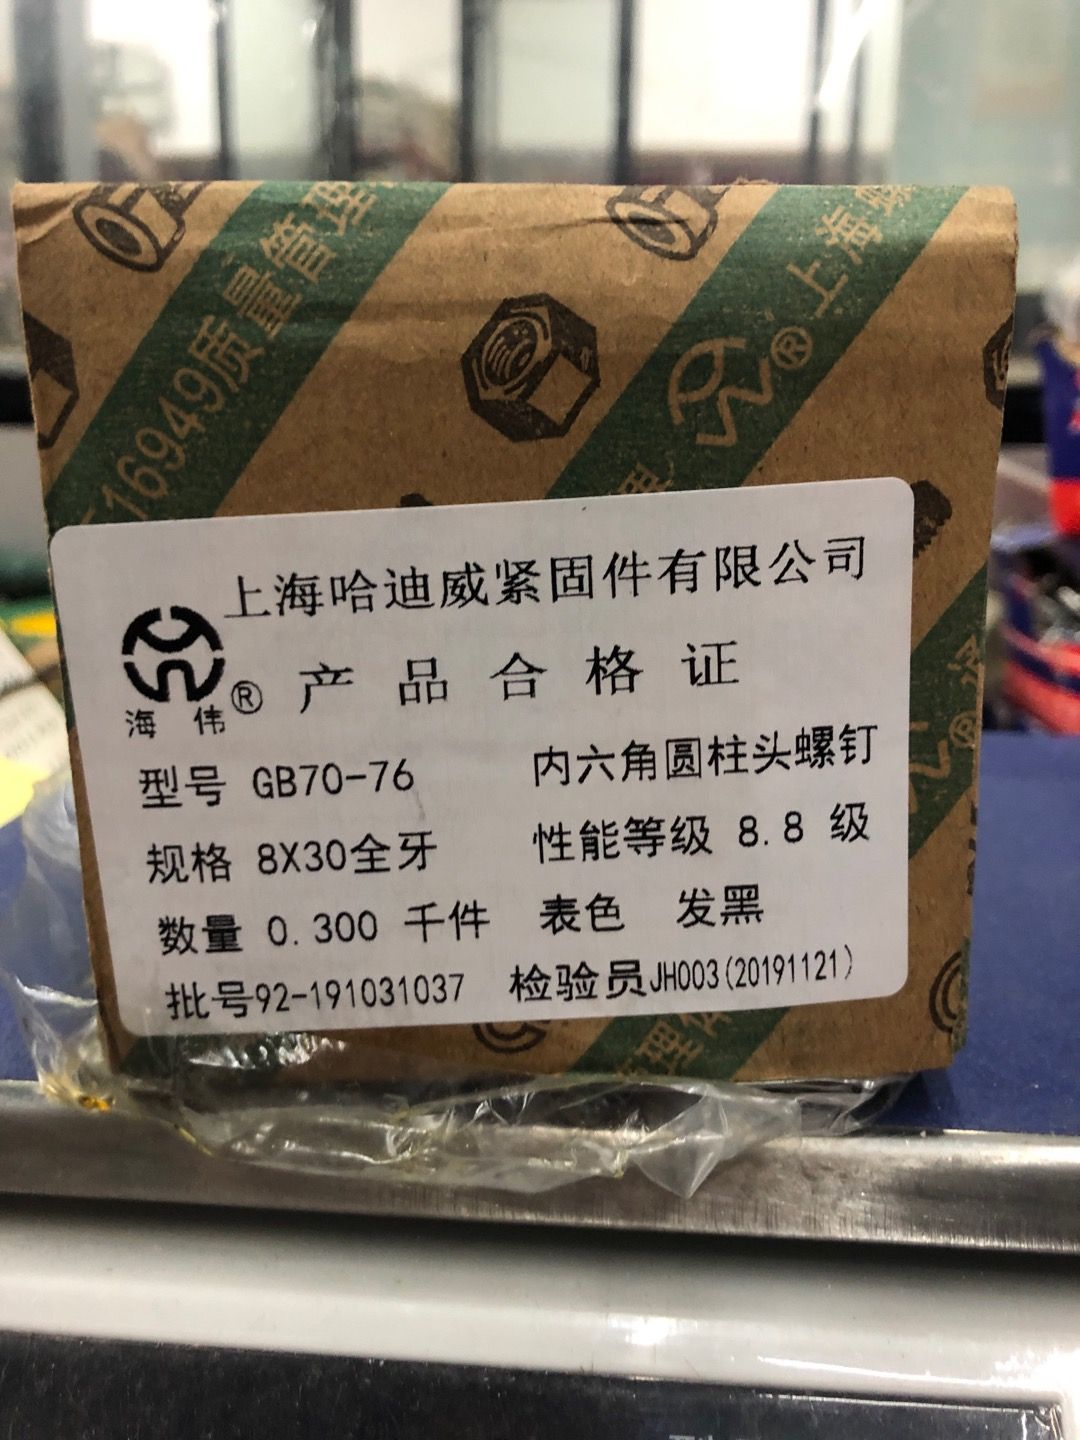 16949质量管理
®上海螺
上海哈迪威紧固件有限公司
海伟
®
产品合格证
型号 GB70-76 内六角圆柱头螺钉
规格 8X30全牙 性能等级 8.8 级
数量 0.300 千件 表色 发黑
批号92-191031037 检验员JH003(20191121)
理体